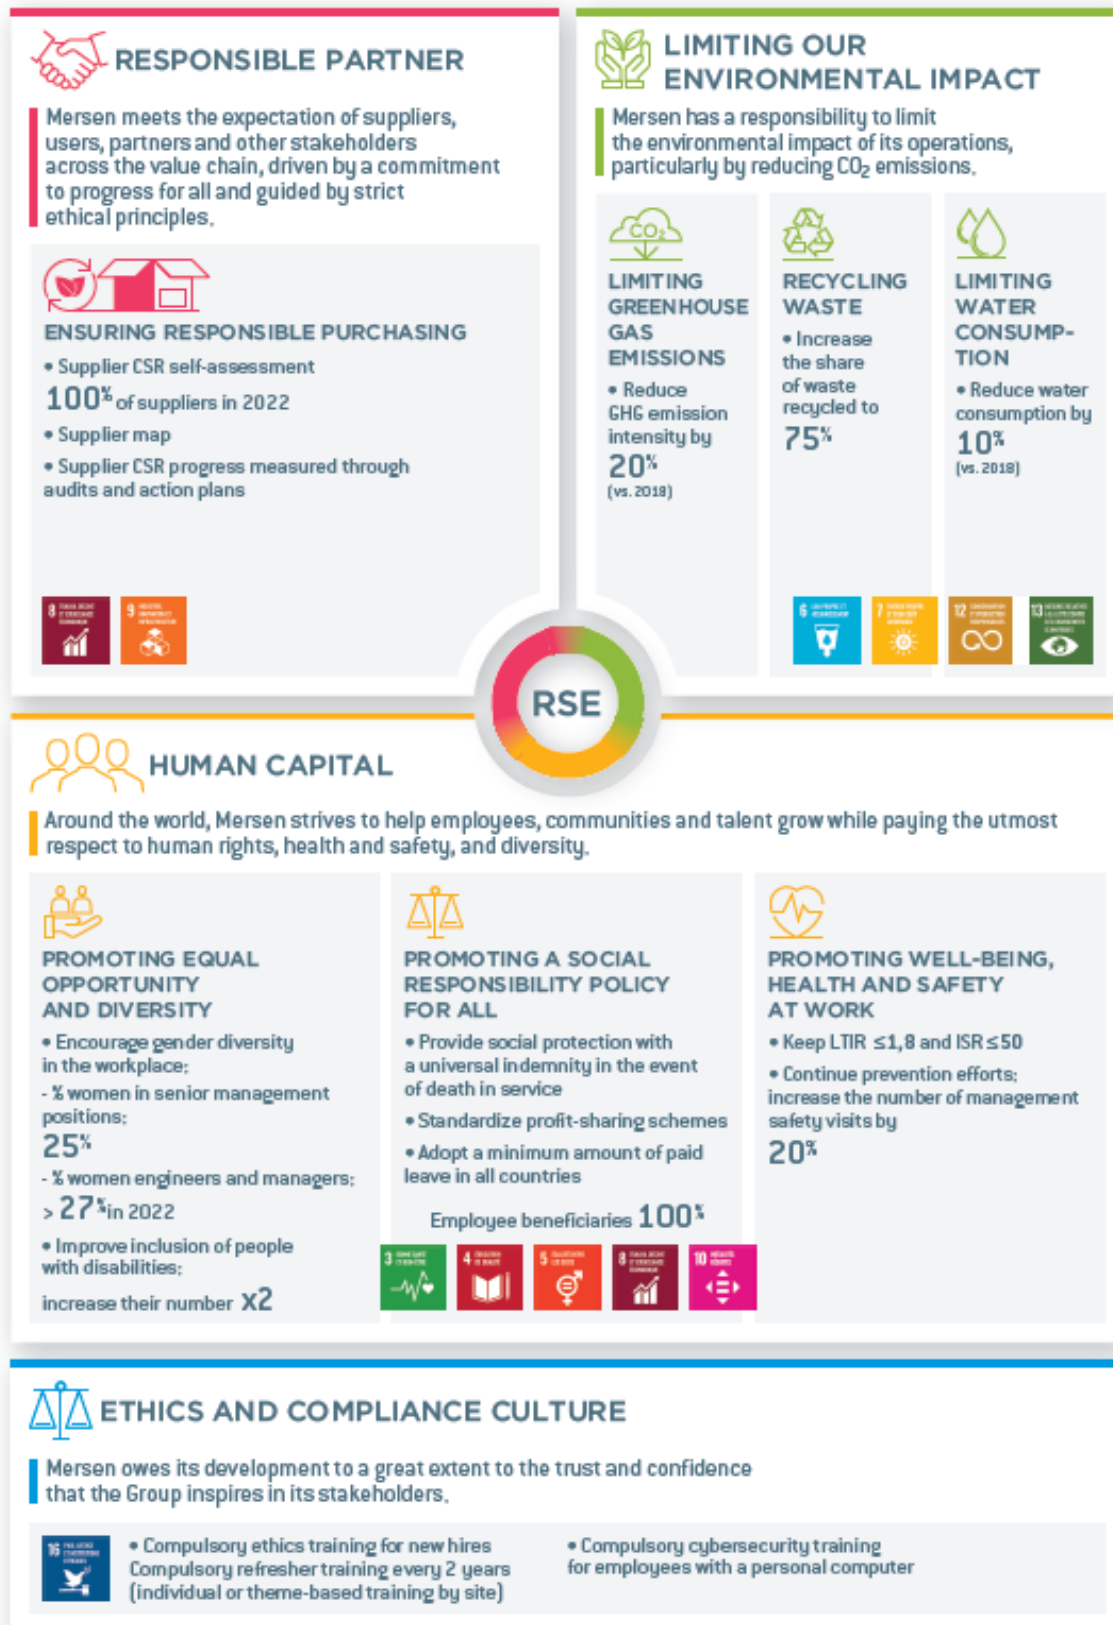 RESPONSIBLE PARTNER
Mersen meets the expectation of suppliers,
users, partners and other stakeholders
across the value chain, driven by a commitment
to progress for all and guided by strict
ethical principles.
ENSURING RESPONSIBLE PURCHASING
• Supplier CSR self-assessment
100% of suppliers in 2022
• Supplier map
• Supplier CSR progress measured through
audits and action plans
8
9
LIMITING OUR
ENVIRONMENTAL IMPACT
Mersen has a responsibility to limit
the environmental impact of its operations,
particularly by reducing CO₂ emissions.
CO₂
LIMITING
GREENHOUSE
GAS
EMISSIONS
• Reduce
GHG emission
intensity by
20%
(vs. 2018)
RECYCLING
WASTE
• Increase
the share
of waste
recycled to
75%
LIMITING
WATER
CONSUMP-
TION
• Reduce water
consumption by
10%
(vs. 2018)
6
7
12
13
RSE
HUMAN CAPITAL
Around the world, Mersen strives to help employees, communities and talent grow while paying the utmost
respect to human rights, health and safety, and diversity.
PROMOTING EQUAL
OPPORTUNITY
AND DIVERSITY
• Encourage gender diversity
in the workplace:
- % women in senior management
positions:
25%
- % women engineers and managers:
> 27% in 2022
• Improve inclusion of people
with disabilities:
increase their number x2
PROMOTING A SOCIAL
RESPONSIBILITY POLICY
FOR ALL
• Provide social protection with
a universal indemnity in the event
of death in service
• Standardize profit-sharing schemes
• Adopt a minimum amount of paid
leave in all countries
Employee beneficiaries 100%
PROMOTING WELL-BEING,
HEALTH AND SAFETY
AT WORK
• Keep LTIR ≤1,8 and ISR ≤50
• Continue prevention efforts:
increase the number of management
safety visits by
20%
3
4
5
8
10
ETHICS AND COMPLIANCE CULTURE
Mersen owes its development to a great extent to the trust and confidence
that the Group inspires in its stakeholders.
16
• Compulsory ethics training for new hires
Compulsory refresher training every 2 years
(individual or theme-based training by site)
• Compulsory cybersecurity training
for employees with a personal computer